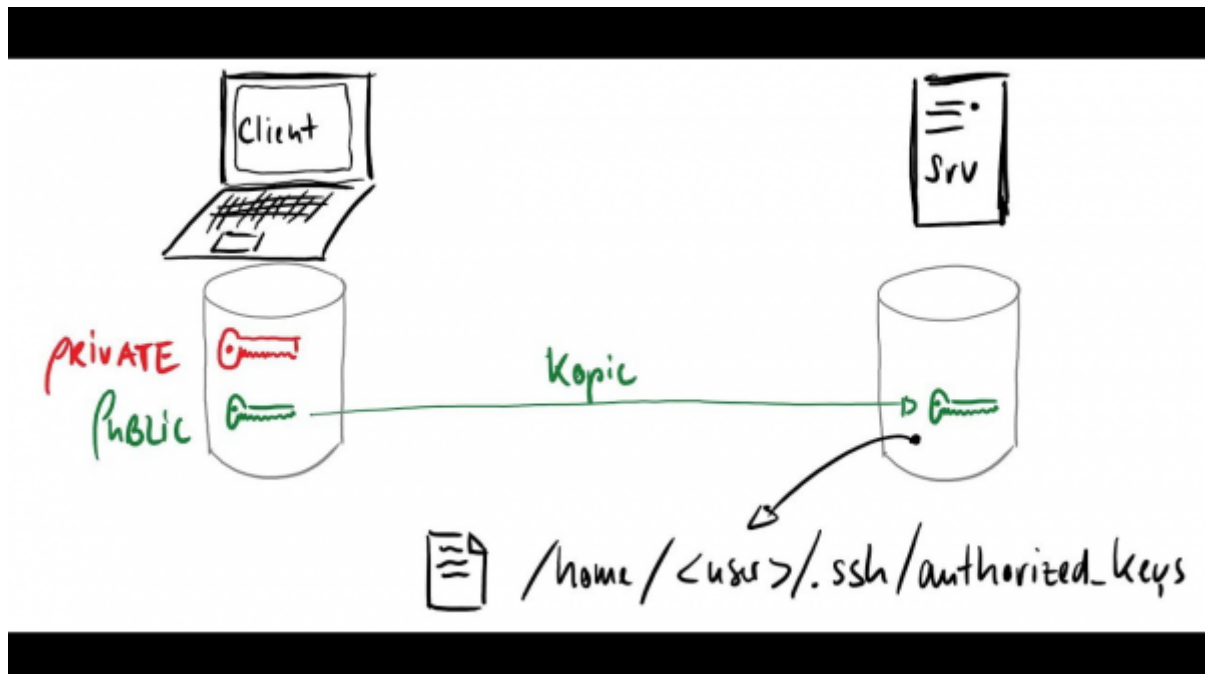 Client
Srv
PRIVATE
PUBLIC
Kopie
/home/<user>/.ssh/authorized_keys